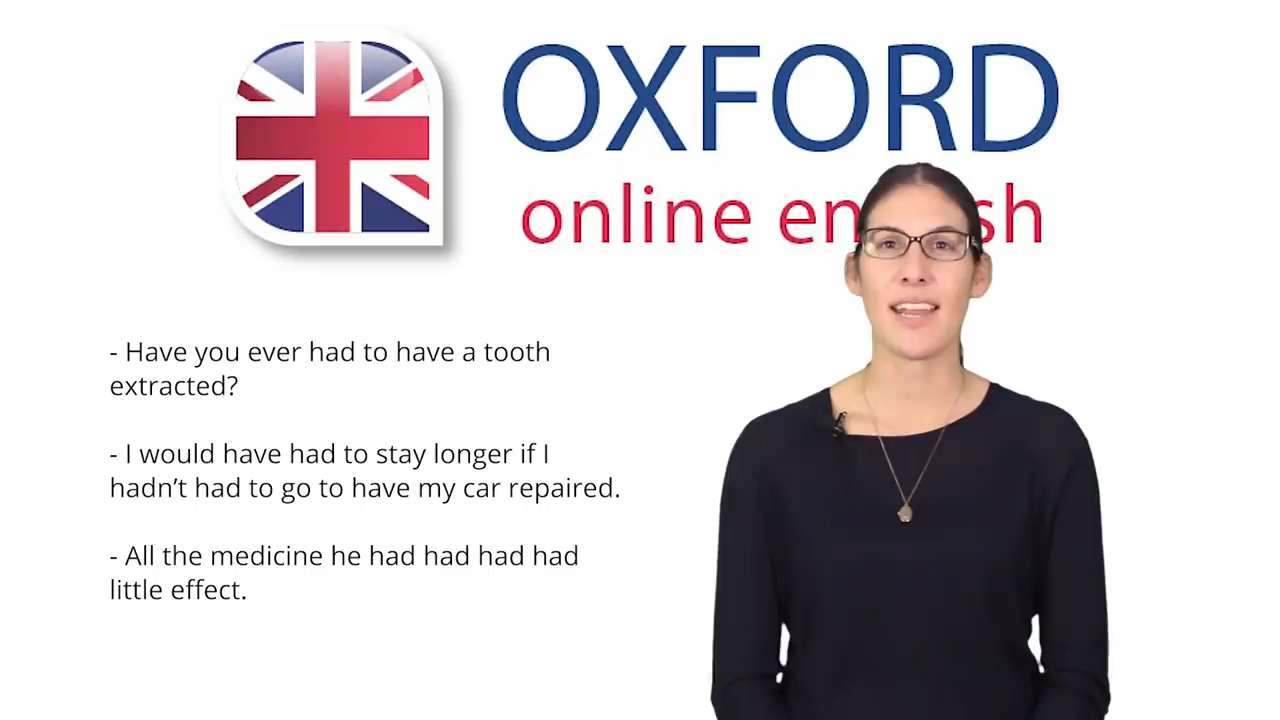 OXFORD
online en sh
- Have you ever had to have a tooth
extracted?
- I would have had to stay longer if I
hadn’t had to go to have my car repaired.
- All the medicine he had had had had
little effect.